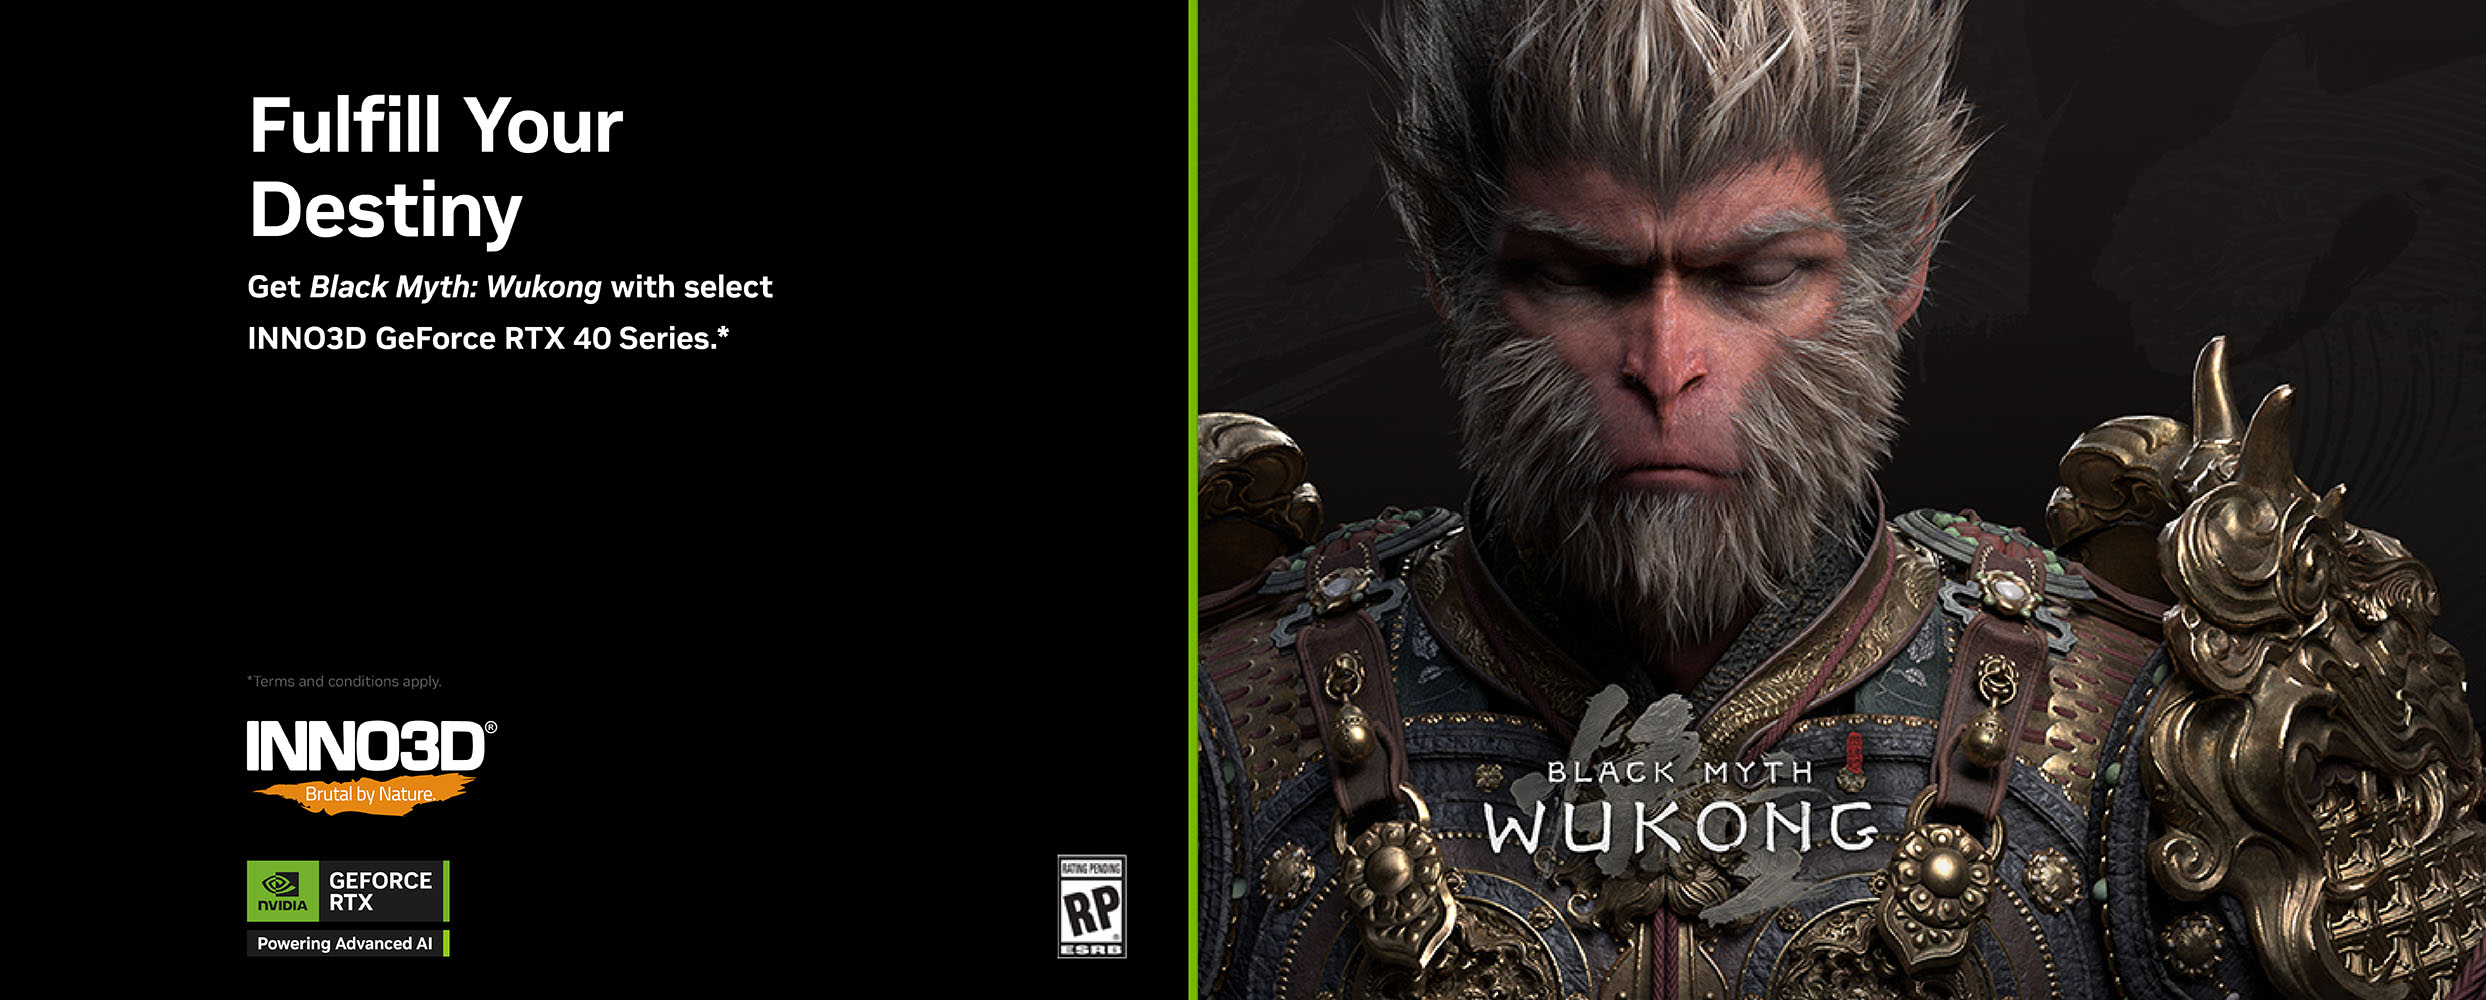 Fulfill Your
Destiny
Get Black Myth: Wukong with select
INNO3D GeForce RTX 40 Series.*
*Terms and conditions apply.
INNO3D®
Brutal by Nature.
NVIDIA
GEFORCE
RTX
Powering Advanced AI
RATING PENDING
RP
®
ESRB
BLACK MYTH
WUKONG